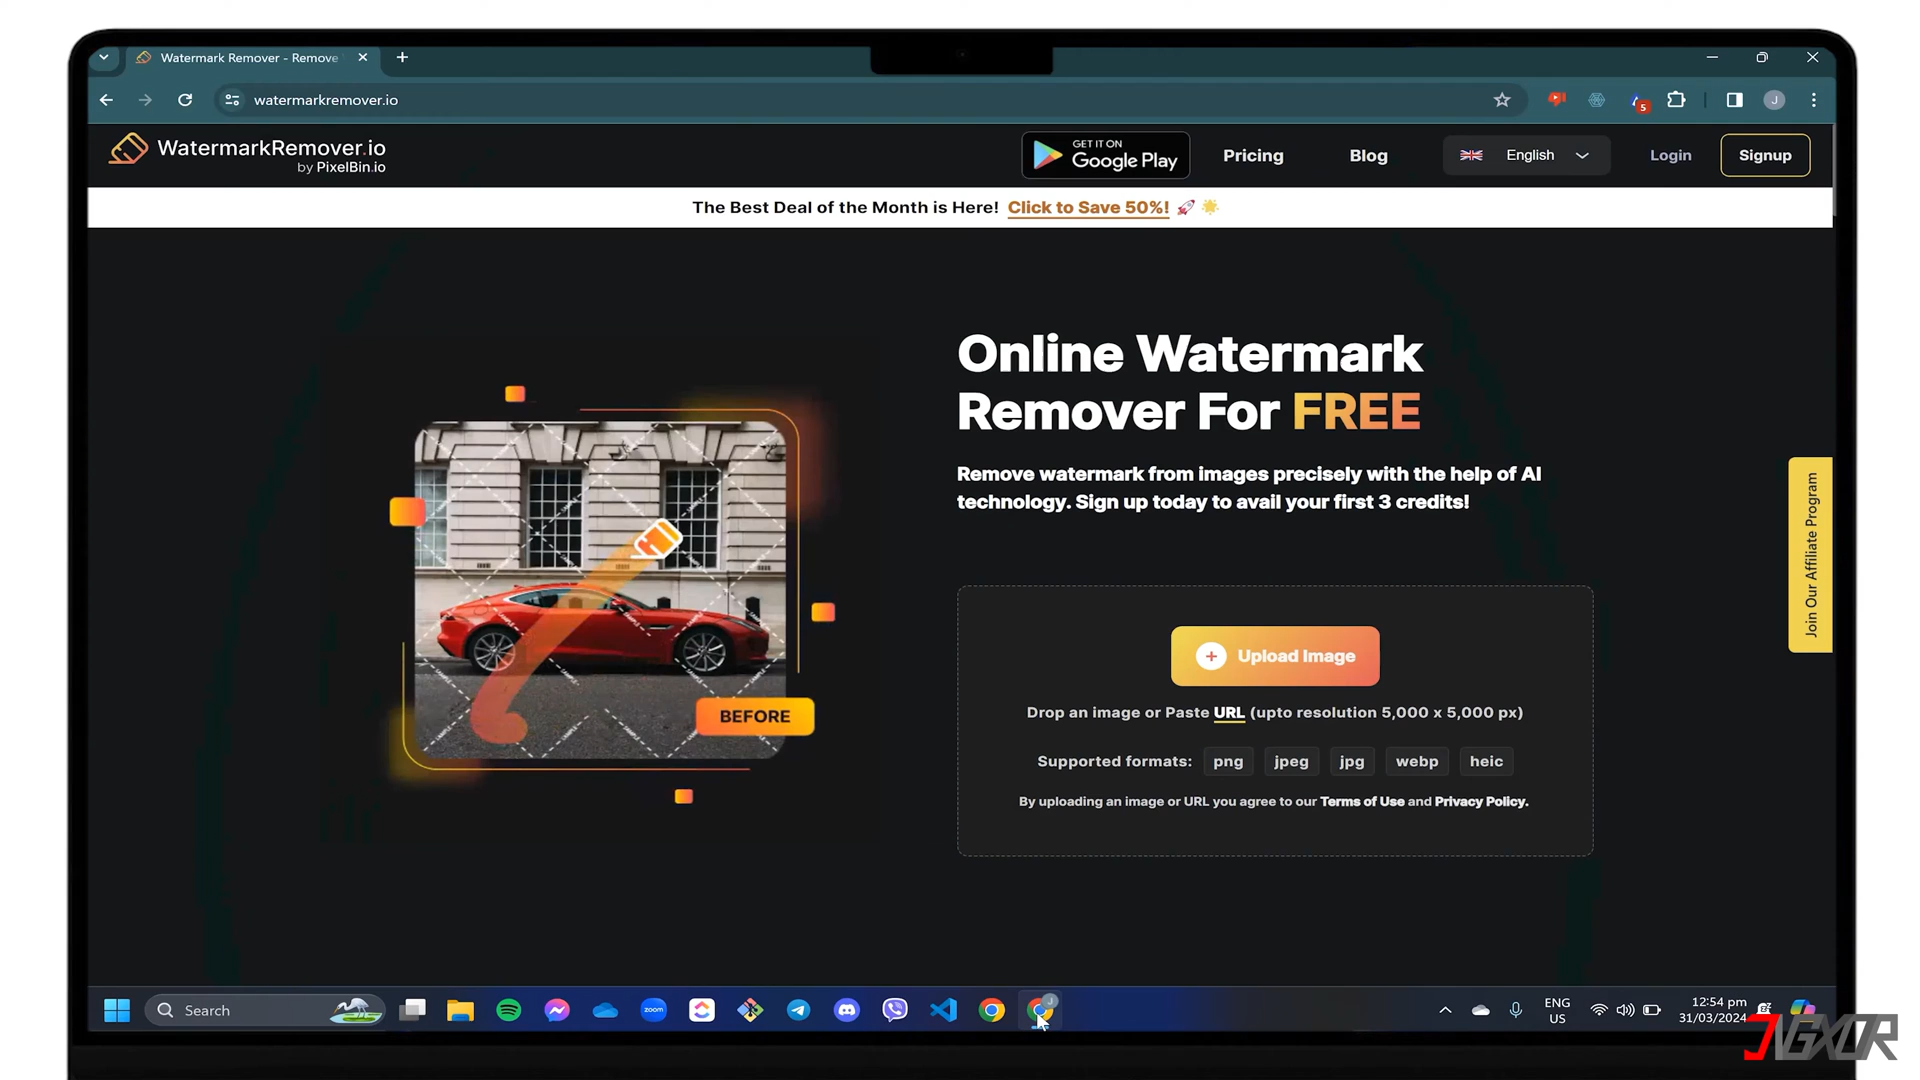 Watermark Remover - Remove
watermarkremover.io
5
J
WatermarkRemover.io
by PixelBin.io
GET IT ON
Google Play
Pricing
Blog
English
Login
Signup
The Best Deal of the Month is Here! Click to Save 50%!
Online Watermark
Remover For FREE
Remove watermark from images precisely with the help of AI
technology. Sign up today to avail your first 3 credits!
BEFORE
Upload Image
Drop an image or Paste URL (upto resolution 5,000 x 5,000 px)
Supported formats: png jpeg jpg webp heic
By uploading an image or URL you agree to our Terms of Use and Privacy Policy.
Join Our Affiliate Program
Search
zoom
J
ENG
US
12:54 pm
31/03/2024
JNGXOR